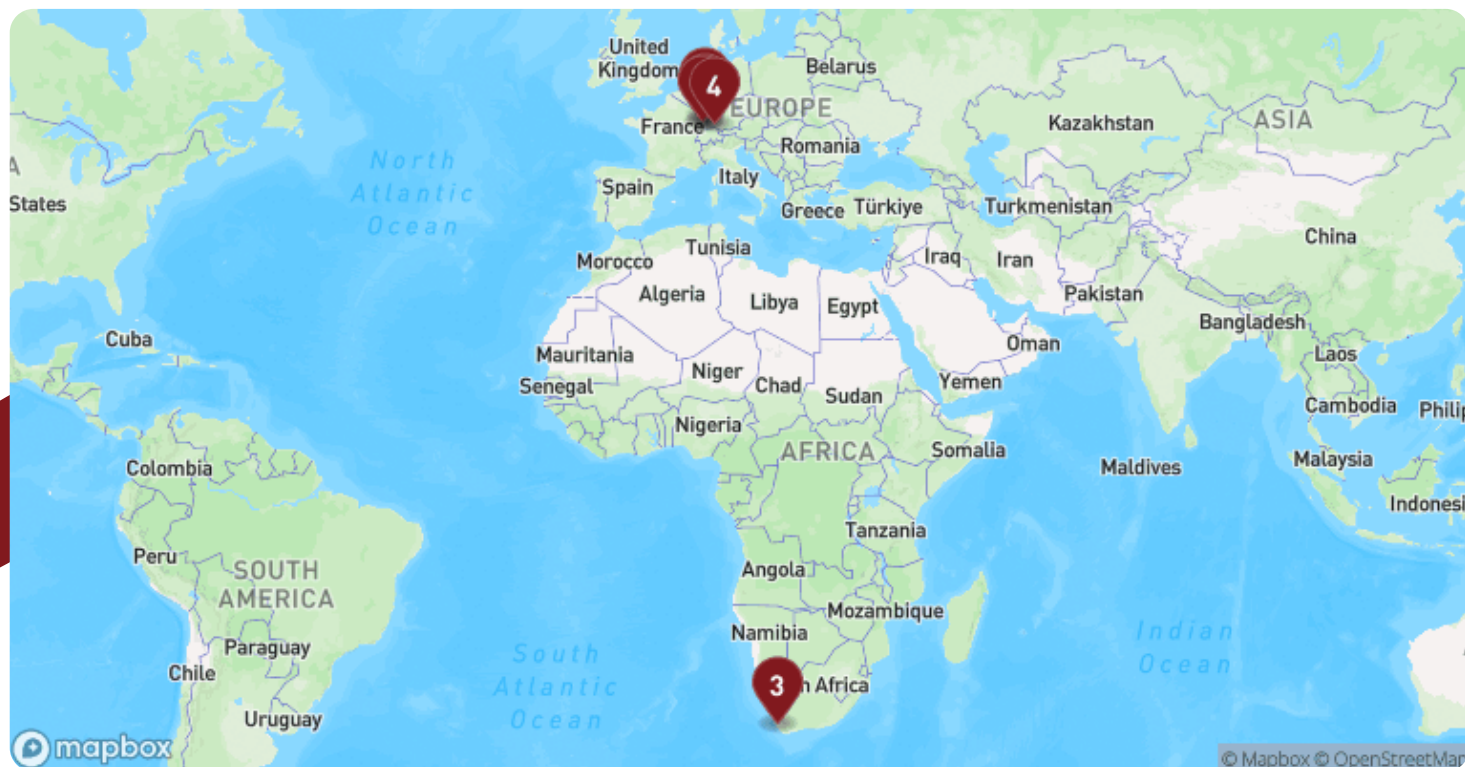 United
Kingdom
Belarus
4
EUROPE
France
Kazakhstan
ASIA
North
Atlantic
Ocean
Romania
Italy
Spain
States
Greece
Türkiye
Turkmenistan
Tunisia
China
Morocco
Iraq
Iran
Algeria
Libya
Egypt
Pakistan
Bangladesh
Cuba
Oman
Mauritania
Laos
Niger
Chad
Yemen
Senegal
Sudan
Cambodia
Philip
Nigeria
AFRICA
Somalia
Colombia
Maldives
Malaysia
Indonesi
Tanzania
Peru
SOUTH
AMERICA
Angola
Mozambique
Namibia
Indian
Ocean
Paraguay
South
Atlantic
Ocean
Chile
3
h Africa
Uruguay
mapbox
© Mapbox © OpenStreetMap